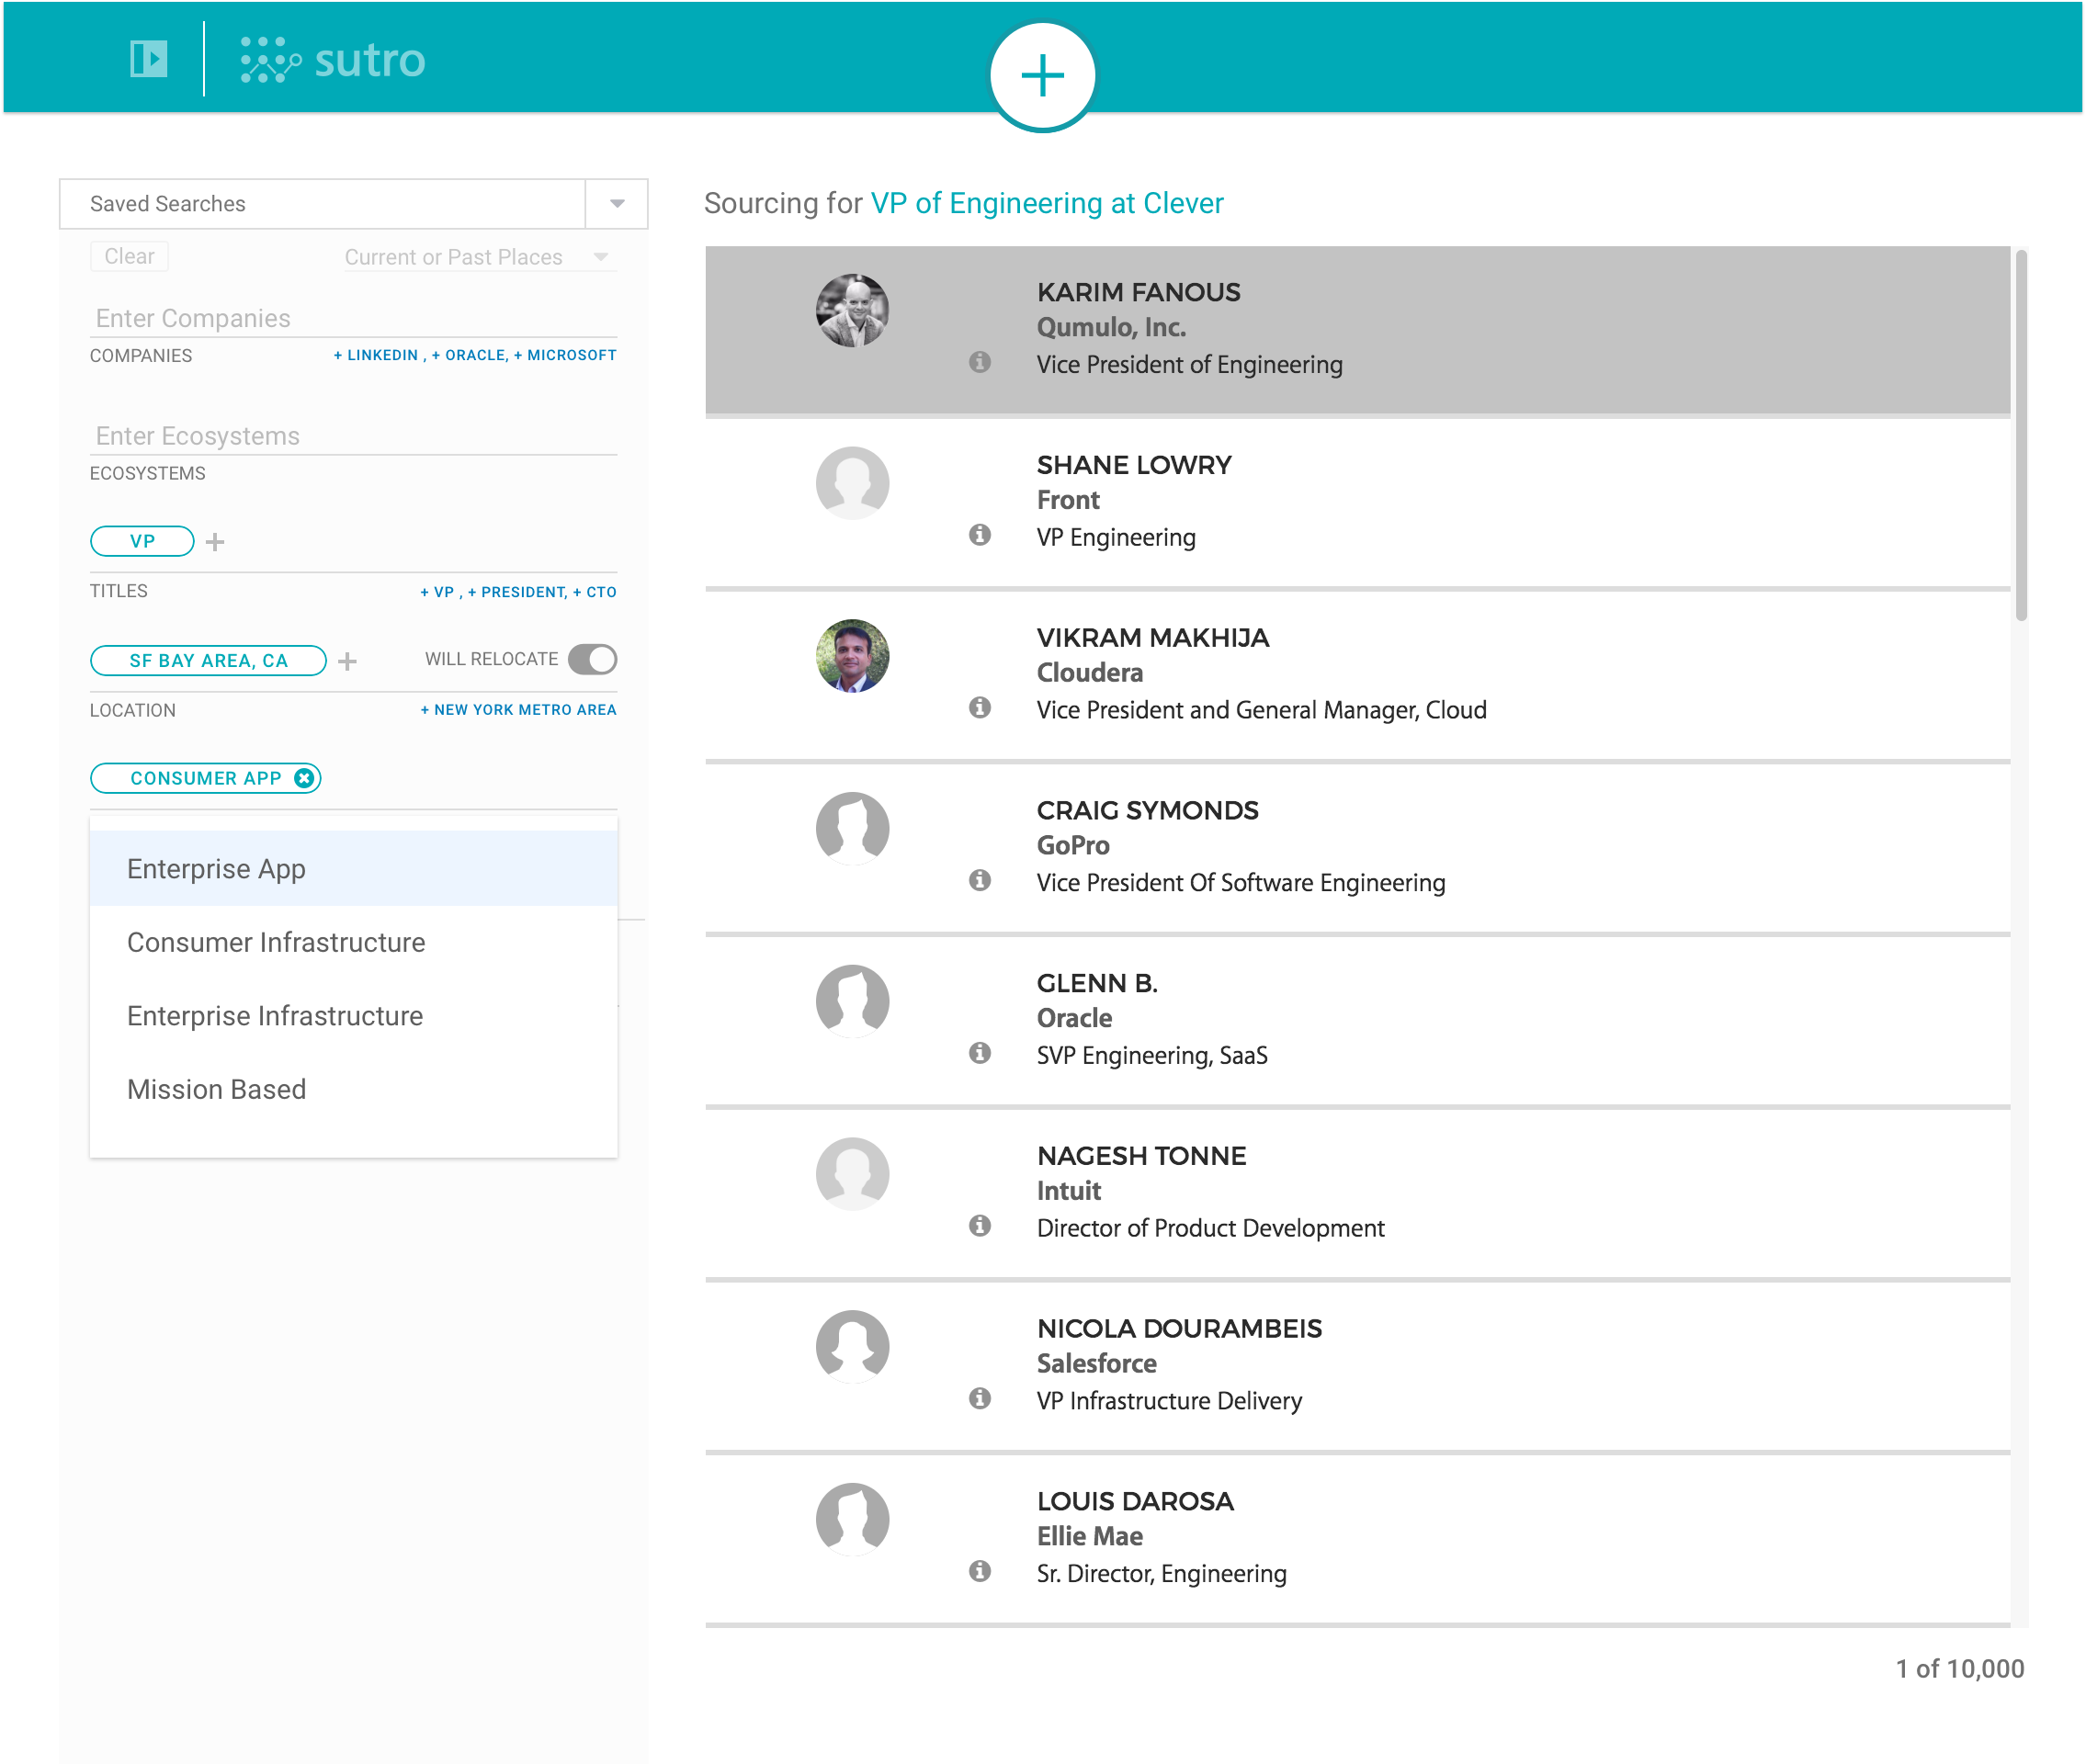 sutro
Saved Searches
Clear
Current or Past Places
Enter Companies
COMPANIES
+ LINKEDIN , + ORACLE, + MICROSOFT
Enter Ecosystems
ECOSYSTEMS
VP
TITLES
+ VP , + PRESIDENT, + CTO
SF BAY AREA, CA
WILL RELOCATE
LOCATION
+ NEW YORK METRO AREA
CONSUMER APP
Enterprise App
Consumer Infrastructure
Enterprise Infrastructure
Mission Based
Sourcing for VP of Engineering at Clever
KARIM FANOUS
Qumulo, Inc.
Vice President of Engineering
SHANE LOWRY
Front
VP Engineering
VIKRAM MAKHIJA
Cloudera
Vice President and General Manager, Cloud
CRAIG SYMONDS
GoPro
Vice President Of Software Engineering
GLENN B.
Oracle
SVP Engineering, SaaS
NAGESH TONNE
Intuit
Director of Product Development
NICOLA DOURAMBEIS
Salesforce
VP Infrastructure Delivery
LOUIS DAROSA
Ellie Mae
Sr. Director, Engineering
1 of 10,000